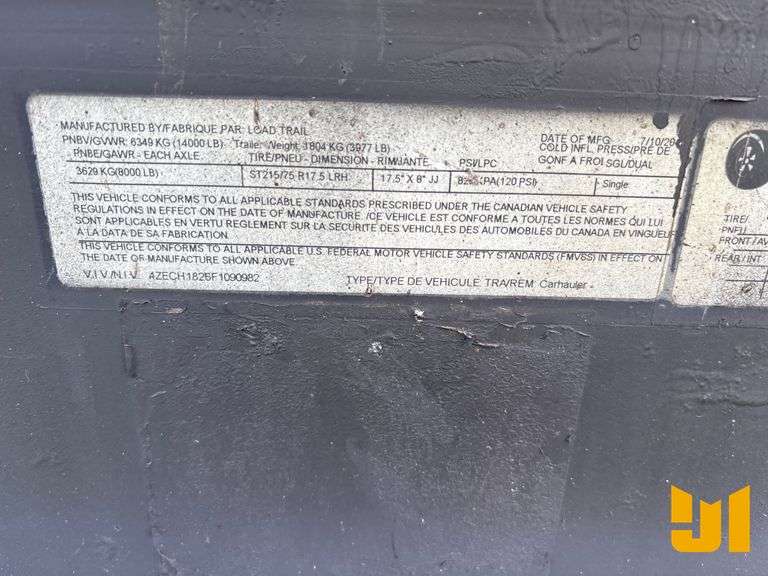 MANUFACTURED BY/FABRIQUE PAR: LOAD TRAIL DATE OF MFG
PNBV/GVWR: 6349 KG (14000 LB) Trailer Weight: 1804 KG (3977 LB) COLD INFL. PRESS/PRE DE
PNBE/GAWR - EACH AXLE TIRE/PNEU - DIMENSION - RIM/JANTE PSI/LPC GONF A FROI SGL/DUAL
3629 KG(8000 LB) ST215/75 R17.5 LRH 17.5" X 8" JJ (120 PSI) Single
THIS VEHICLE CONFORMS TO ALL APPLICABLE STANDARDS PRESCRIBED UNDER THE CANADIAN VEHICLE SAFETY
REGULATIONS IN EFFECT ON THE DATE OF MANUFACTURE. /CE VEHICLE EST CONFORME A TOUTES LES NORMES QUI LUI
SONT APPLICABLES EN VERTU REGLEMENT SUR LA SECURITE DES VEHICULES DES AUTOMOBILES DU CANADA EN VINGUEUR
A LA DATA DE SA FABRICATION.
THIS VEHICLE CONFORMS TO ALL APPLICABLE U.S. FEDERAL MOTOR VEHICLE SAFETY STANDARDS (FMVSS) IN EFFECT ON
THE DATE OF MANUFACTURE SHOWN ABOVE
V.I.V./N.I.V. TYPE/TYPE DE VEHICULE: TRA/REM Carhauler
TIRE/
FRONT/AV
REAR/INT